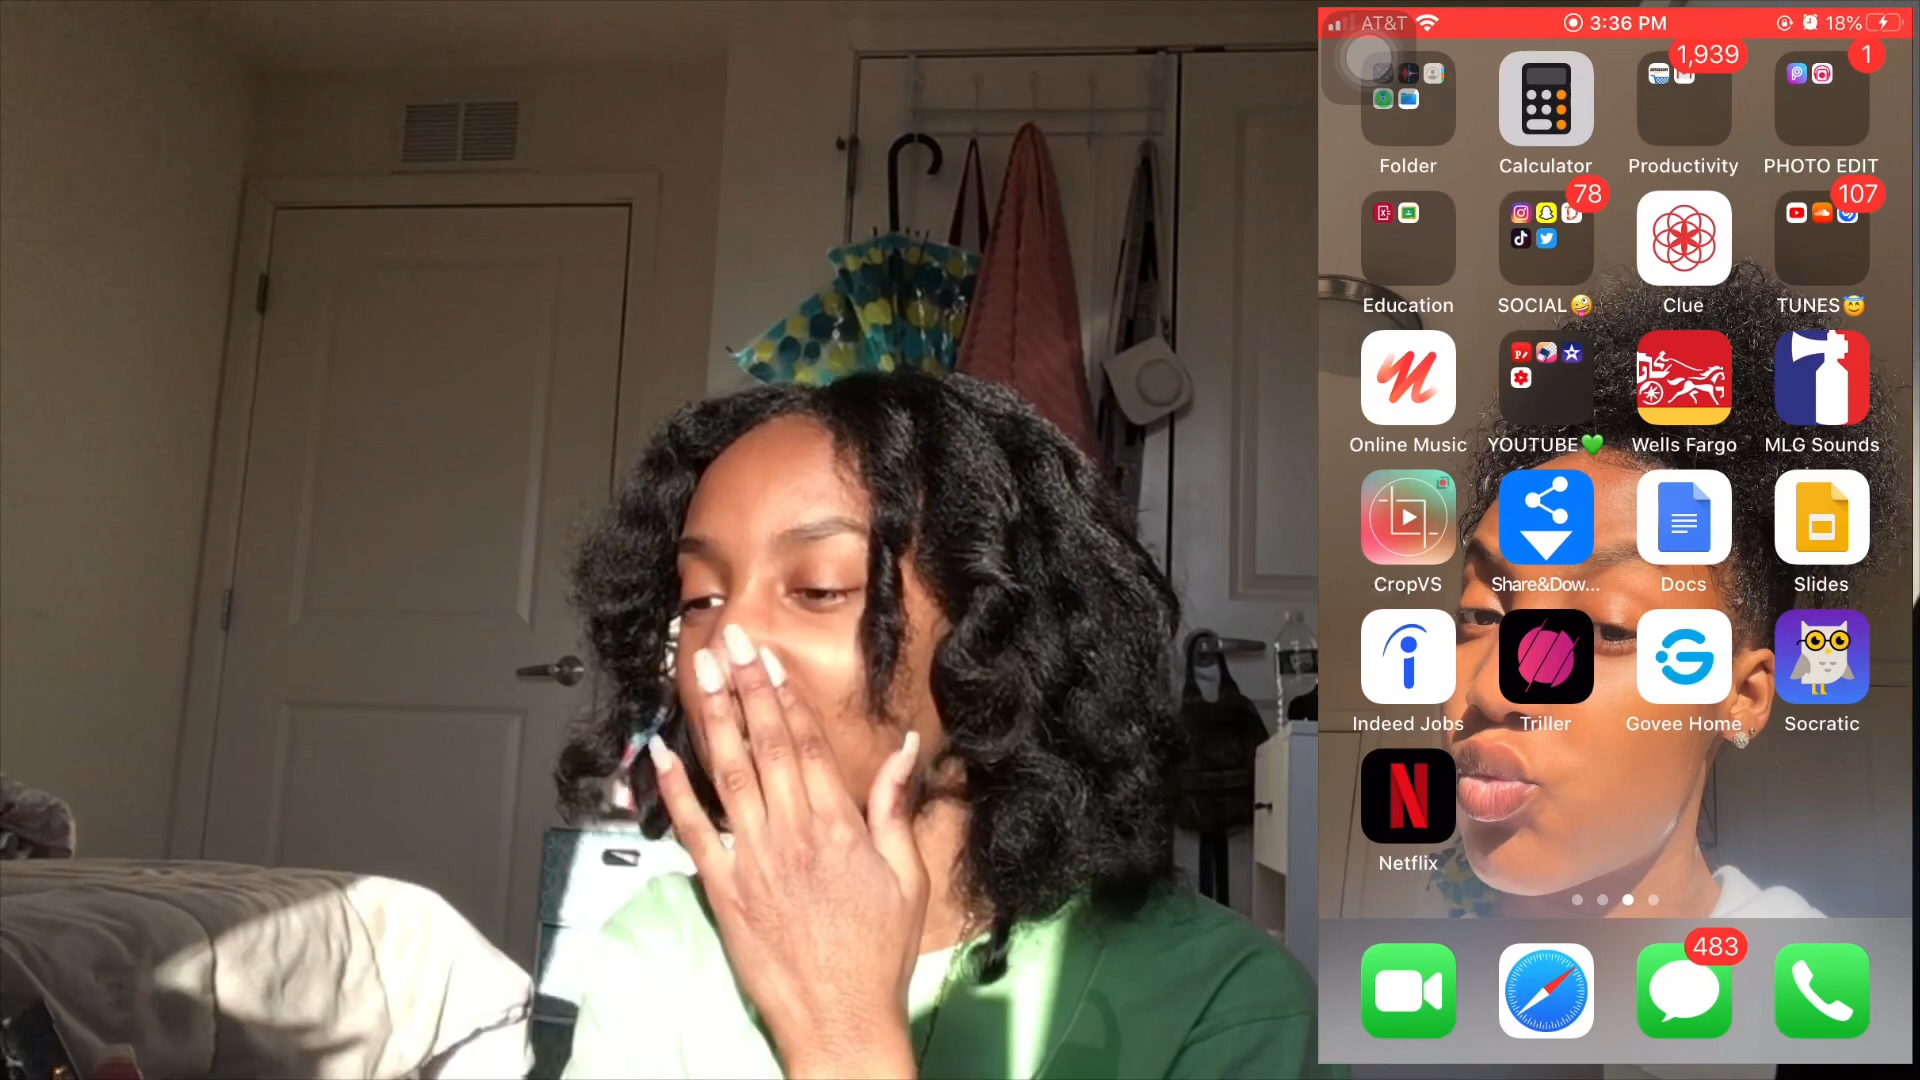 AT&T 3:36 PM 18%
1,939 1
Folder Calculator Productivity PHOTO EDIT
78 107
Education SOCIAL🤪 Clue TUNES😇
Online Music YOUTUBE💚 Wells Fargo MLG Sounds
CropVS Share&Dow... Docs Slides
Indeed Jobs Triller Govee Home Socratic
N
Netflix
483